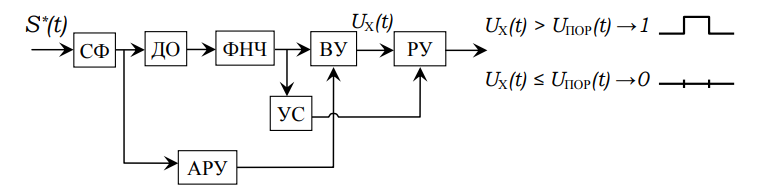 S*(t)
СФ
ДО
ФНЧ
ВУ
Uₓ(t)
РУ
УС
АРУ
Uₓ(t) > Uпор(t) → 1
Uₓ(t) ≤ Uпор(t) → 0